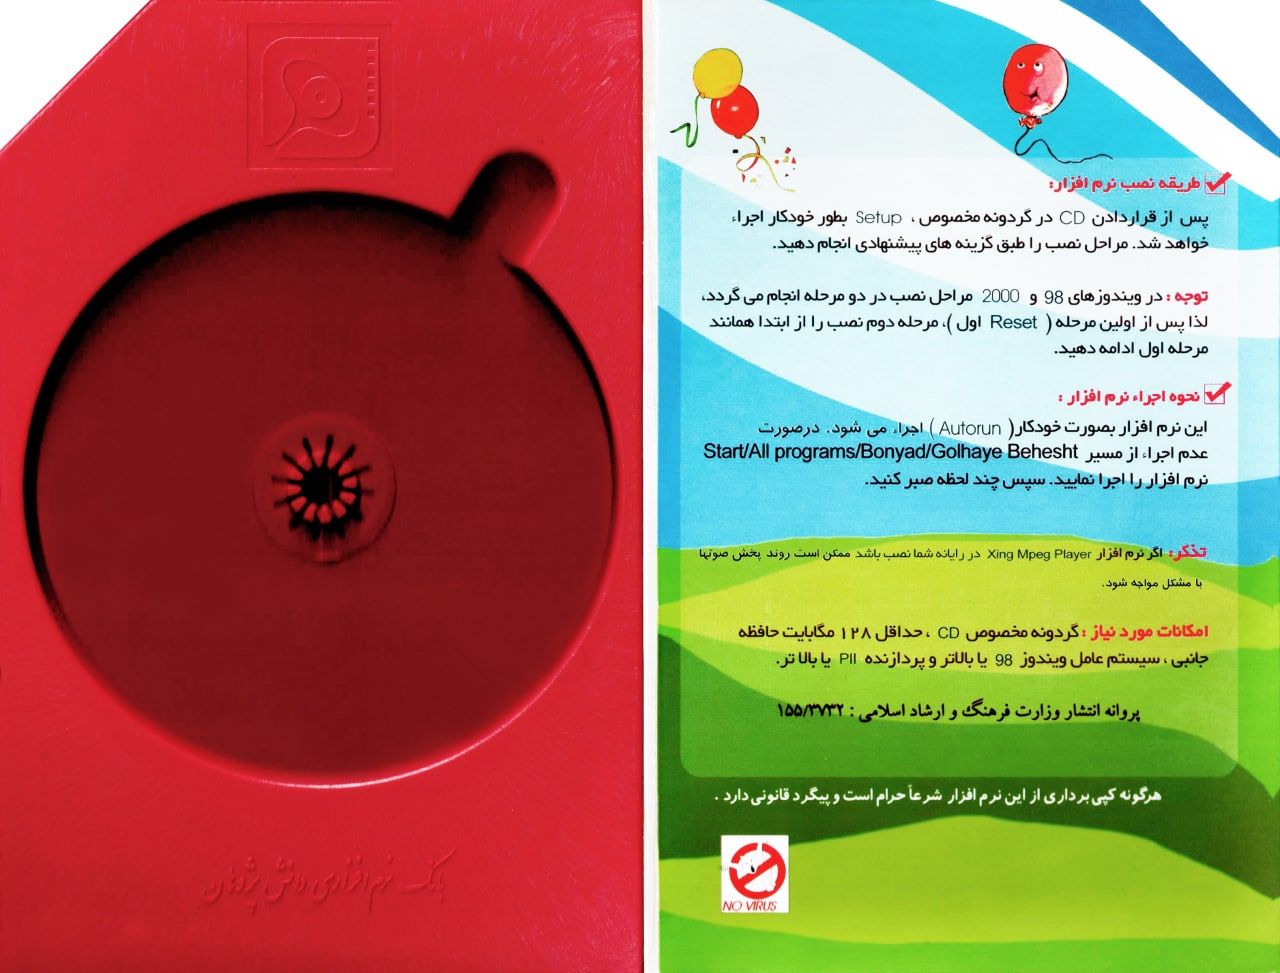 طریقه نصب نرم افزار:
پس از قراردادن CD در گردونه مخصوص ، Setup بطور خودکار اجراء
خواهد شد. مراحل نصب را طبق گزینه های پیشنهادی انجام دهید.
توجه : در ویندوزهای 98 و 2000 مراحل نصب در دو مرحله انجام می گردد،
لذا پس از اولین مرحله ( Reset اول )، مرحله دوم نصب را از ابتدا همانند
مرحله اول ادامه دهید.
نحوه اجراء نرم افزار :
این نرم افزار بصورت خودکار( Autorun ) اجراء می شود. درصورت
عدم اجراء از مسیر Start/All programs/Bonyad/Golhaye Behesht
نرم افزار را اجرا نمایید. سپس چند لحظه صبر کنید.
تذکر: اگر نرم افزار Xing Mpeg Player در رایانه شما نصب باشد ممکن است روند پخش صوتها
با مشکل مواجه شود.
امکانات مورد نیاز : گردونه مخصوص CD ، حداقل ۱۲۸ مگابایت حافظه
جانبی ، سیستم عامل ویندوز 98 یا بالاتر و پردازنده PII یا بالا تر.
پروانه انتشار وزارت فرهنگ و ارشاد اسلامی : ۱۵۵/۳۷۳۲
هرگونه کپی برداری از این نرم افزار شرعاً حرام است و پیگرد قانونی دارد .
NO VIRUS
بانک نرم افزاری دانش پژوهان